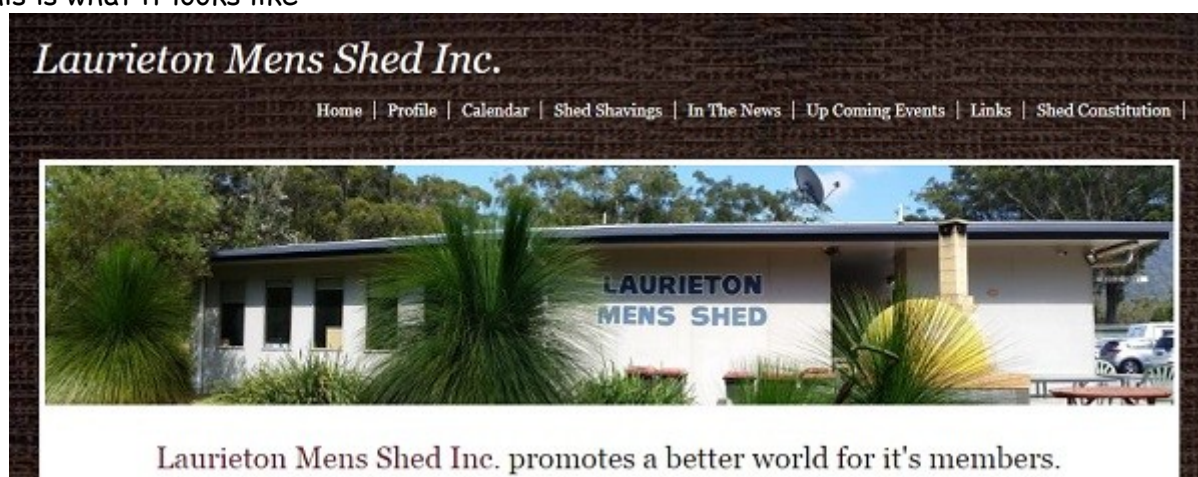 Laurieton Mens Shed Inc.
Home | Profile | Calendar | Shed Shavings | In The News | Up Coming Events | Links | Shed Constitution |
LAURIETON
MENS SHED
Laurieton Mens Shed Inc. promotes a better world for it's members.